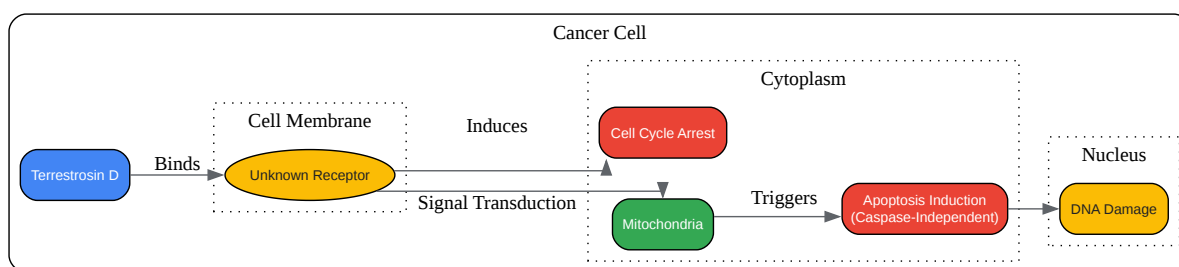 Cancer Cell
Cytoplasm
Cell Membrane
Induces
Cell Cycle Arrest
Nucleus
Terrestrosin D
Binds
Unknown Receptor
Signal Transduction
Mitochondria
Triggers
Apoptosis Induction
(Caspase-Independent)
DNA Damage